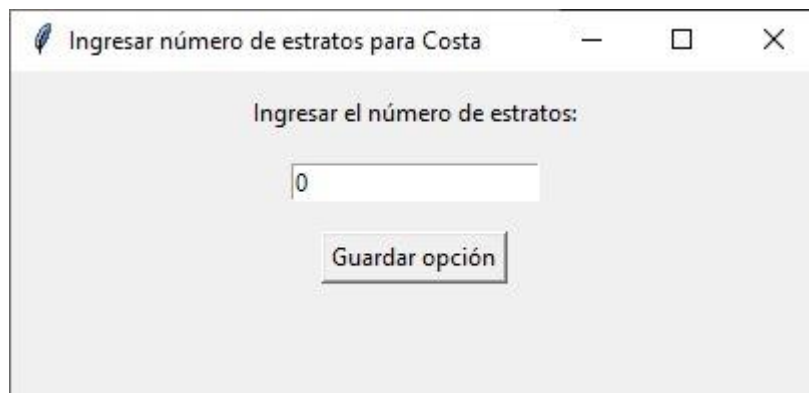 Ingresar número de estratos para Costa
Ingresar el número de estratos:
0
Guardar opción